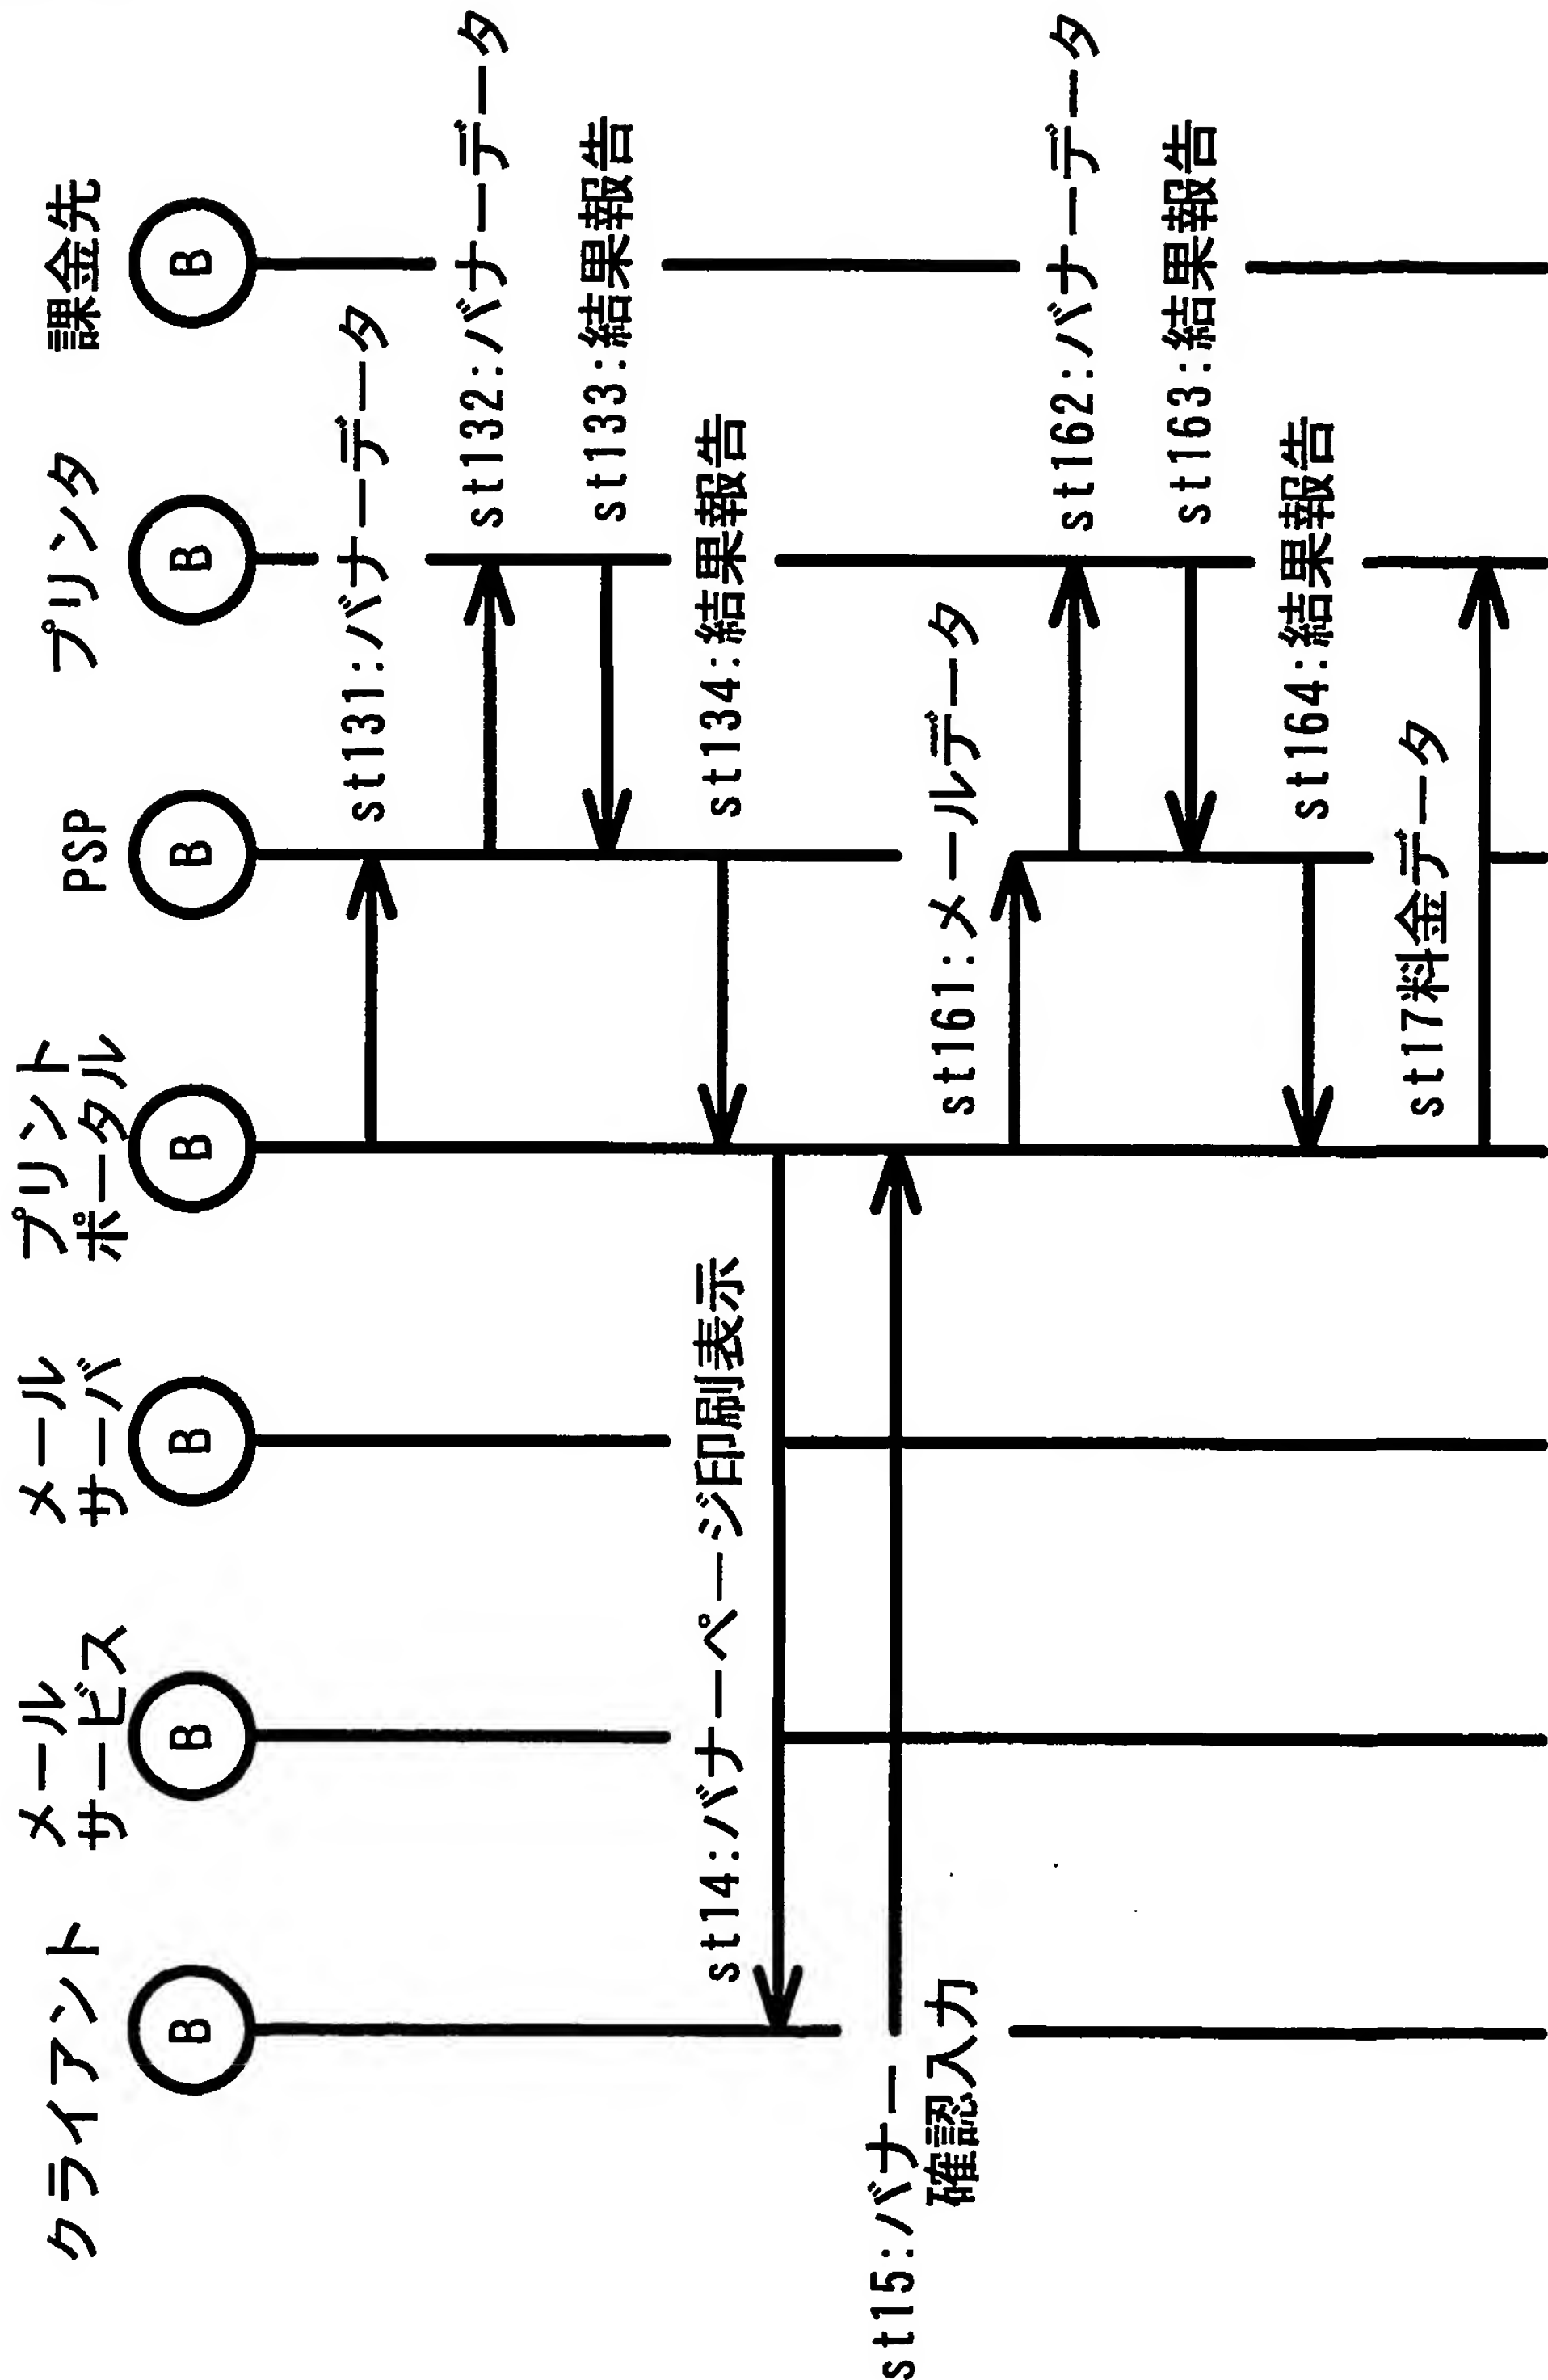 クライアント
メール
サービス
メール
サーバ
プリント
ポータル
PSP
プリンタ
課金先
B
B
B
B
B
B
B
st131:バナーデータ
st132:バナーデータ
st133:結果報告
st134:結果報告
st14:バナーページ印刷表示
st15:バナー
確認入力
st161:メールデータ
st162:バナーデータ
st163:結果報告
st164:結果報告
st17料金データ